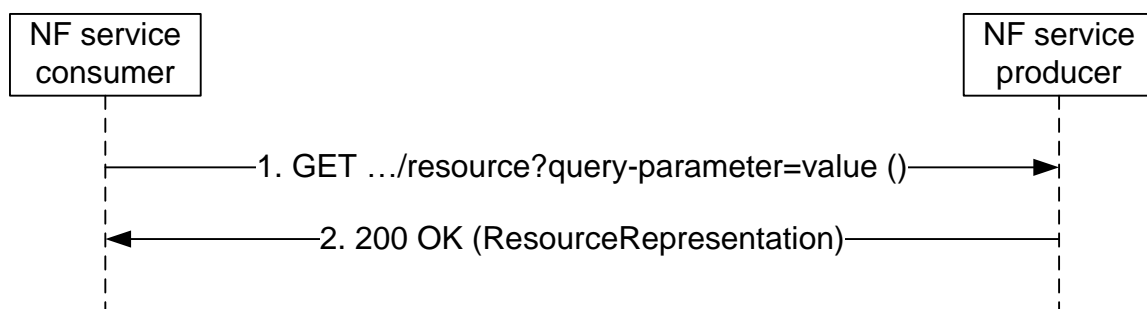 NF service
consumer
NF service
producer
1. GET …/resource?query-parameter=value ()
2. 200 OK (ResourceRepresentation)